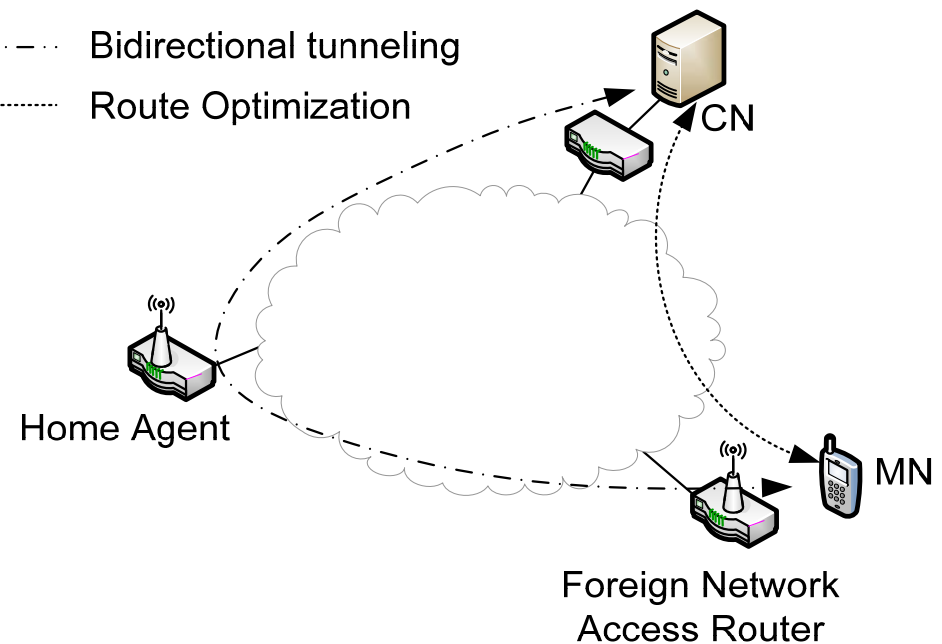 Bidirectional tunneling
Route Optimization
CN
Home Agent
MN
Foreign Network
Access Router